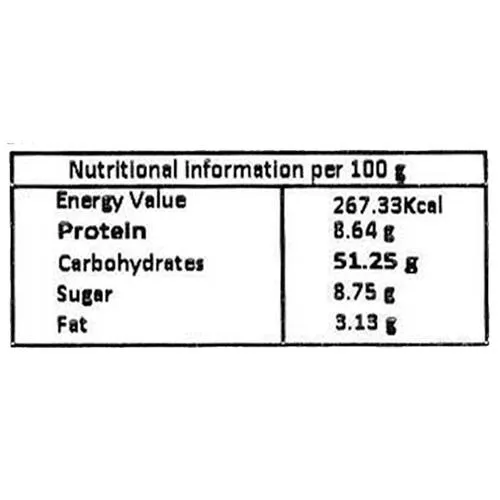 Nutritional information per 100 g
Energy Value 267.33Kcal
Protein 8.64 g
Carbohydrates 51.25 g
Sugar 8.75 g
Fat 3.13 g